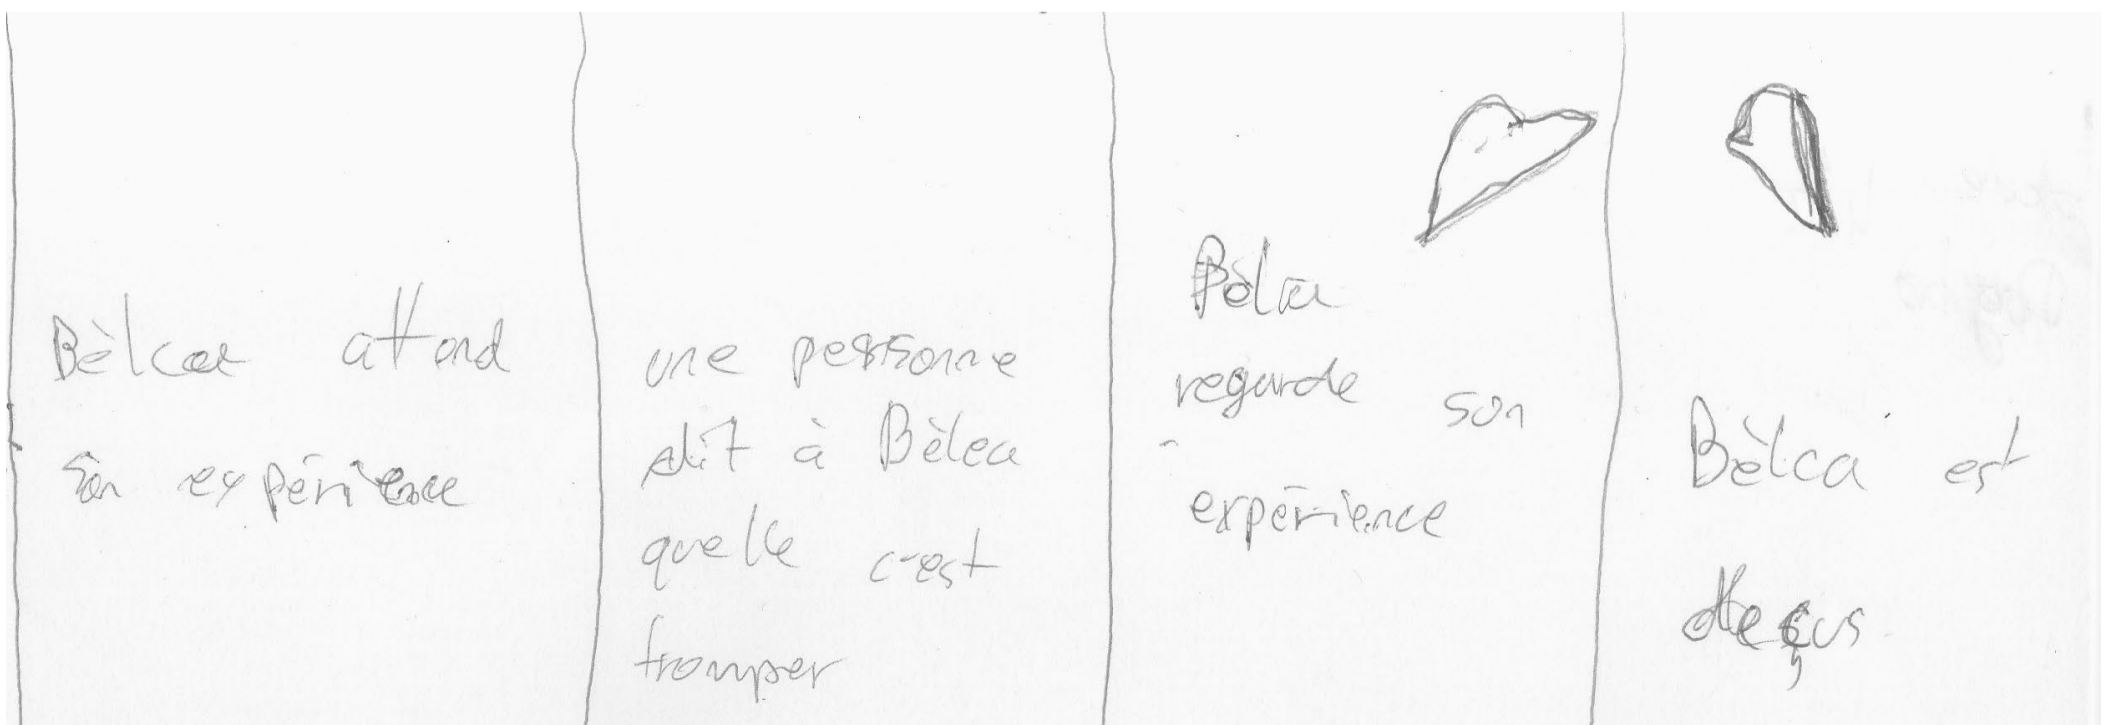 Bèlca attend
son expérience
une personne
dit à Bèlca
quelle c'est
tromper
Bèlca
regarde son
expérience
Bèlca est
deçus